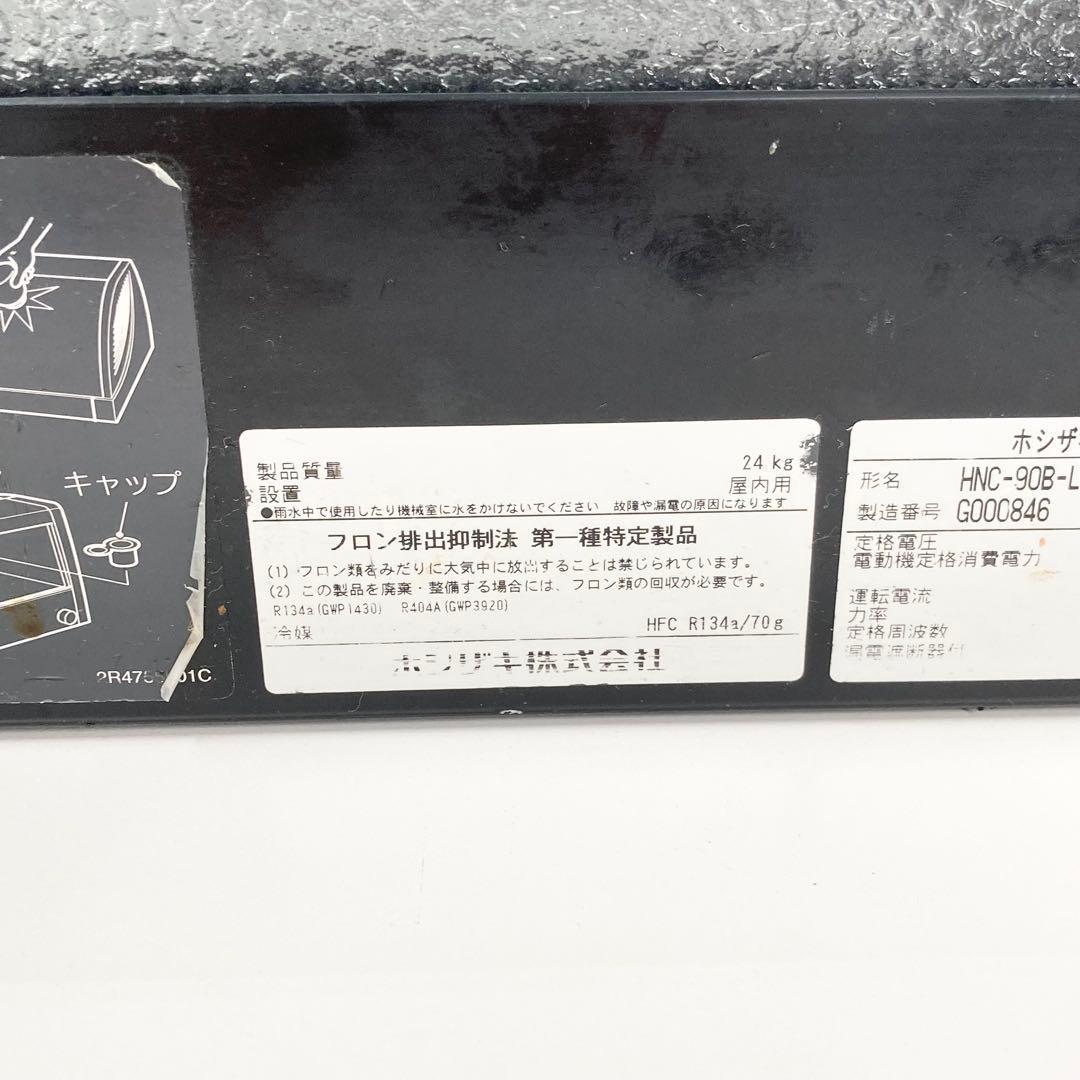 キャップ
製品質量 24 kg
設置 屋内用
●雨水中で使用したり機械室に水をかけないでください 故障や漏電の原因になります
フロン排出抑制法 第一種特定製品
(1) フロン類をみだりに大気中に放出することは禁じられています。
(2) この製品を廃棄・整備する場合には、フロン類の回収が必要です。
R134a(GWP1430) R404A(GWP3920)
冷媒 HFC R134a/70g
ホシザキ株式会社
ホシザキ
形名 HNC-90B-L
製造番号 G000846
定格電圧
電動機定格消費電力
運転電流
力率
定格周波数
漏電遮断器付